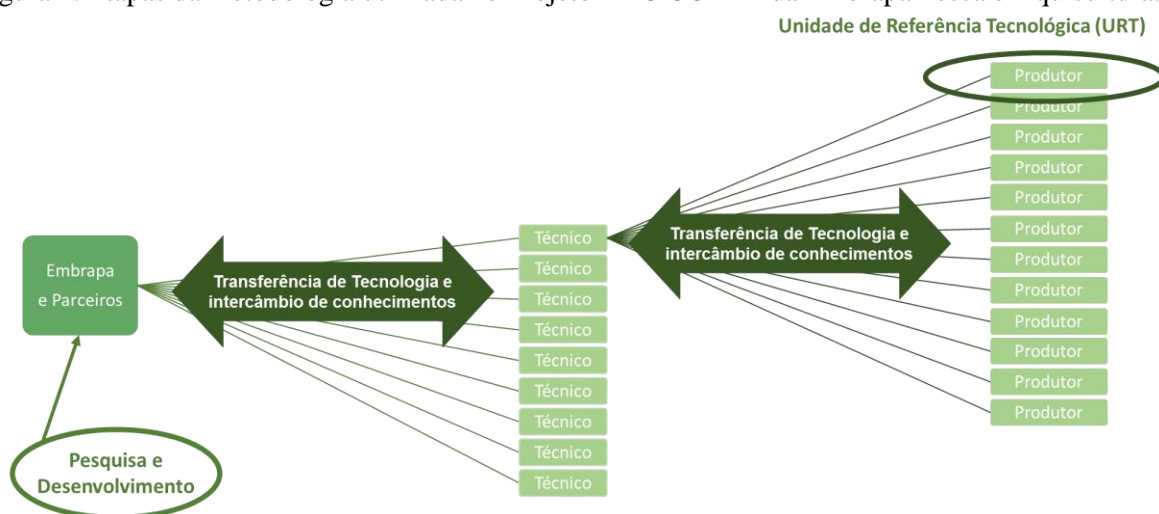 Unidade de Referência Tecnológica (URT)
Produtor
Produtor
Produtor
Produtor
Produtor
Produtor
Produtor
Produtor
Produtor
Produtor
Produtor
Produtor
Transferência de Tecnologia e
intercâmbio de conhecimentos
Técnico
Técnico
Técnico
Técnico
Técnico
Técnico
Técnico
Técnico
Técnico
Transferência de Tecnologia e
intercâmbio de conhecimentos
Embrapa
e Parceiros
Pesquisa e
Desenvolvimento